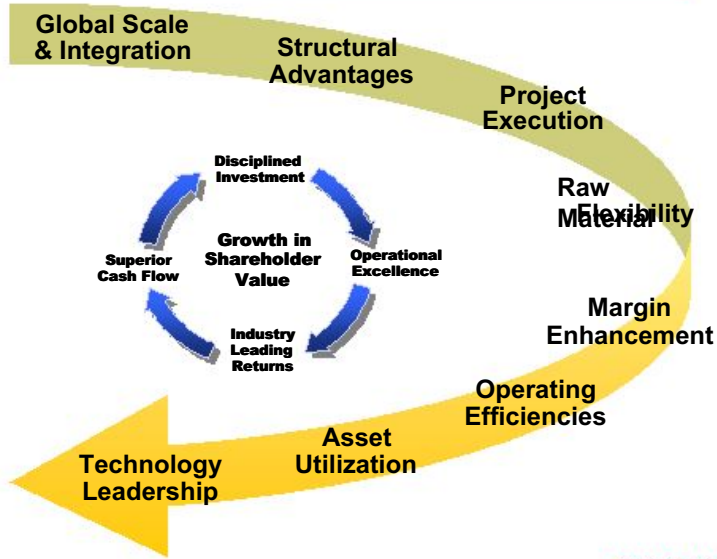 Global Scale
& Integration
Structural
Advantages
Project
Execution
Raw
Material
Flexibility
Disciplined
Investment
Growth in
Shareholder
Value
Superior
Cash Flow
Operational
Excellence
Industry
Leading
Returns
Margin
Enhancement
Operating
Efficiencies
Asset
Utilization
Technology
Leadership